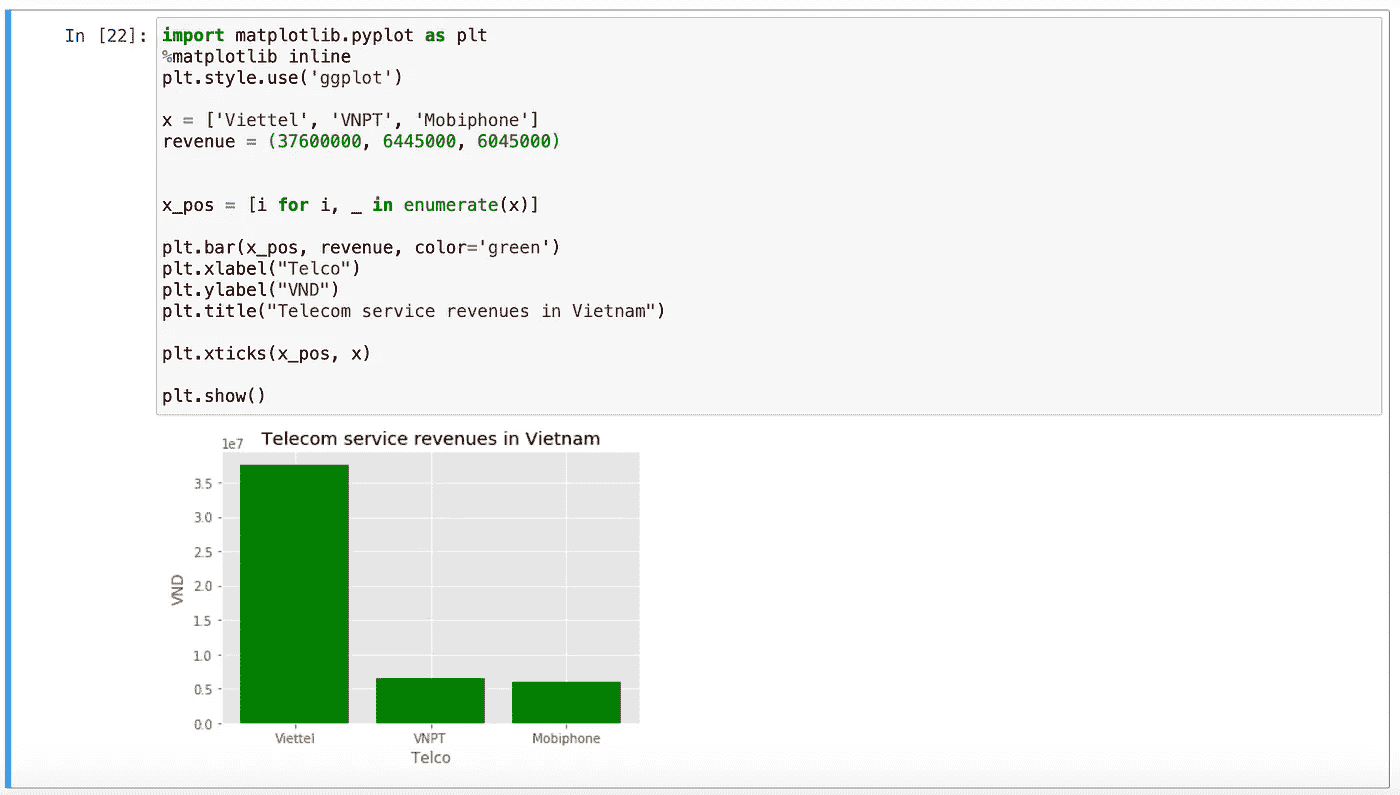 In [22]: import matplotlib.pyplot as plt
%matplotlib inline
plt.style.use('ggplot')
x = ['Viettel', 'VNPT', 'Mobiphone']
revenue = (37600000, 6445000, 6045000)
x_pos = [i for i, _ in enumerate(x)]
plt.bar(x_pos, revenue, color='green')
plt.xlabel("Telco")
plt.ylabel("VND")
plt.title("Telecom service revenues in Vietnam")
plt.xticks(x_pos, x)
plt.show()
1e7 Telecom service revenues in Vietnam
3.5
3.0
2.5
2.0
1.5
1.0
0.5
0.0
VND
Viettel VNPT Mobiphone
Telco